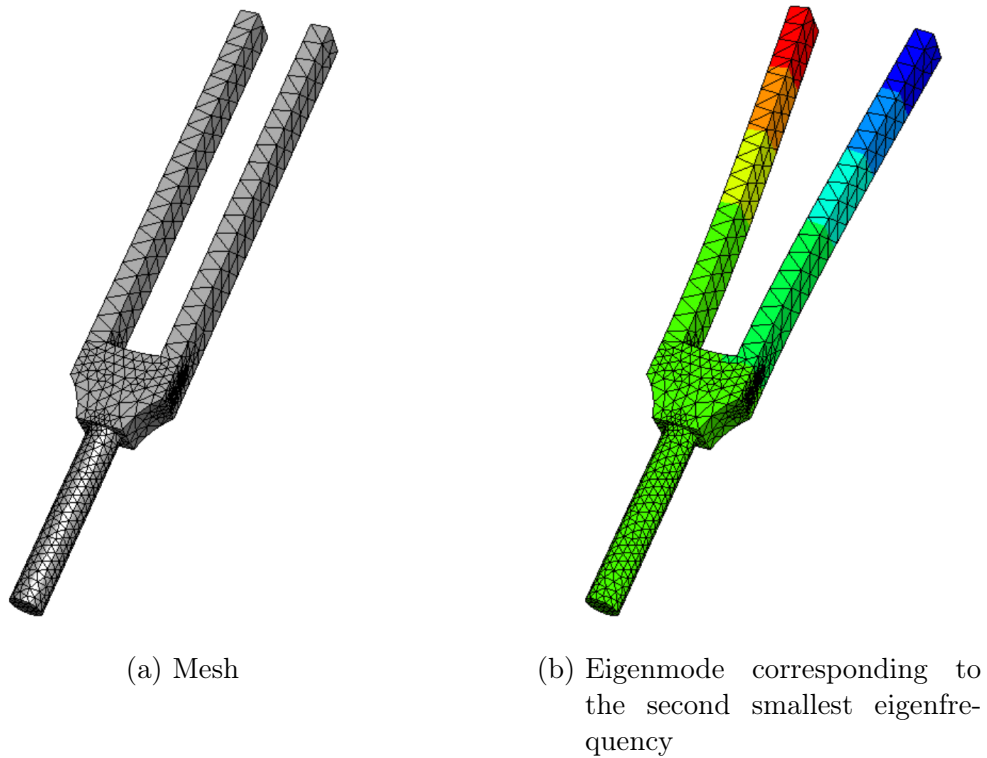 (a) Mesh
(b) Eigenmode corresponding to
the second smallest eigenfre-
quency